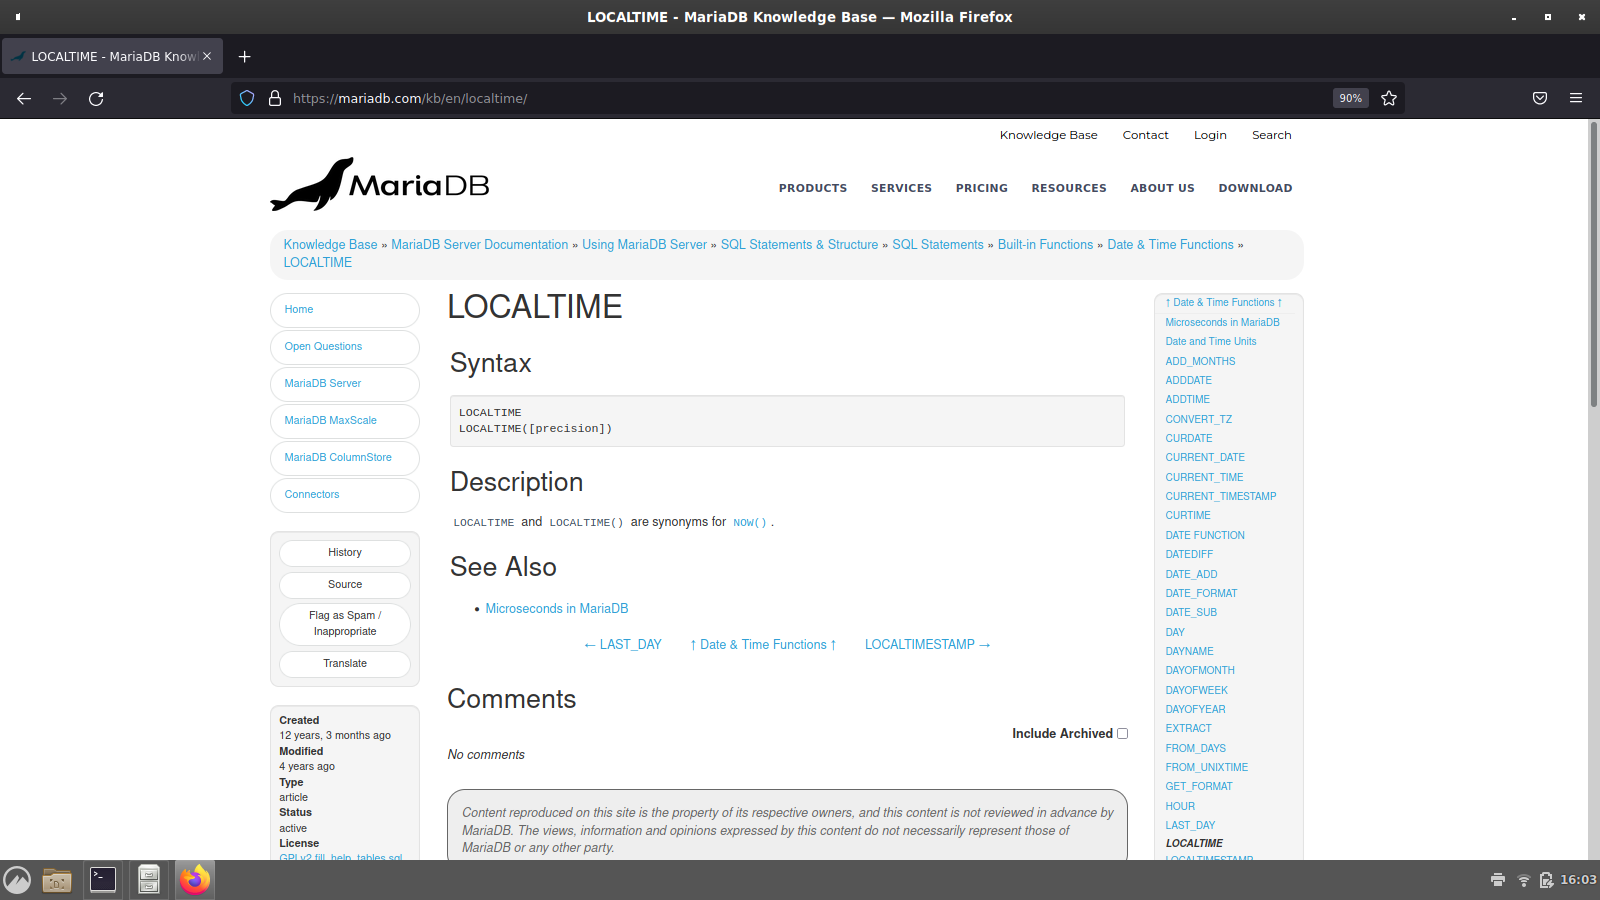 LOCALTIME - MariaDB Knowledge Base — Mozilla Firefox
LOCALTIME - MariaDB Know
https://mariadb.com/kb/en/localtime/
90%
Knowledge Base
Contact
Login
Search
MariaDB
PRODUCTS
SERVICES
PRICING
RESOURCES
ABOUT US
DOWNLOAD
Knowledge Base » MariaDB Server Documentation » Using MariaDB Server » SQL Statements & Structure » SQL Statements » Built-in Functions » Date & Time Functions »
LOCALTIME
Home
Open Questions
MariaDB Server
MariaDB MaxScale
MariaDB ColumnStore
Connectors
History
Source
Flag as Spam /
Inappropriate
Translate
Created
12 years, 3 months ago
Modified
4 years ago
Type
article
Status
active
License
GPLv2 fill_help_tables.sql
LOCALTIME
Syntax
LOCALTIME
LOCALTIME([precision])
Description
LOCALTIME and LOCALTIME() are synonyms for NOW().
See Also
• Microseconds in MariaDB
← LAST_DAY
↑ Date & Time Functions ↑
LOCALTIMESTAMP →
Comments
Include Archived
No comments
Content reproduced on this site is the property of its respective owners, and this content is not reviewed in advance by
MariaDB. The views, information and opinions expressed by this content do not necessarily represent those of
MariaDB or any other party.
↑ Date & Time Functions ↑
Microseconds in MariaDB
Date and Time Units
ADD_MONTHS
ADDDATE
ADDTIME
CONVERT_TZ
CURDATE
CURRENT_DATE
CURRENT_TIME
CURRENT_TIMESTAMP
CURTIME
DATE FUNCTION
DATEDIFF
DATE_ADD
DATE_FORMAT
DATE_SUB
DAY
DAYNAME
DAYOFMONTH
DAYOFWEEK
DAYOFYEAR
EXTRACT
FROM_DAYS
FROM_UNIXTIME
GET_FORMAT
HOUR
LAST_DAY
LOCALTIME
LOCALTIMESTAMP
16:03